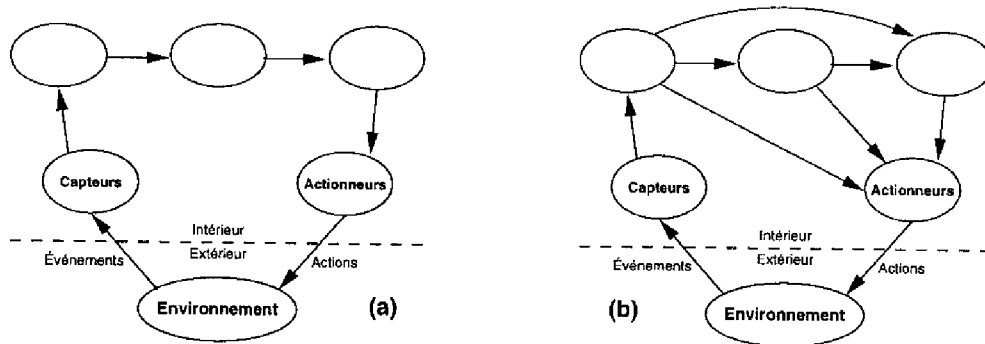 Capteurs
Actionneurs
Intérieur
Extérieur
Événements
Actions
Environnement
(a)
Capteurs
Actionneurs
Intérieur
Extérieur
Événements
Actions
Environnement
(b)